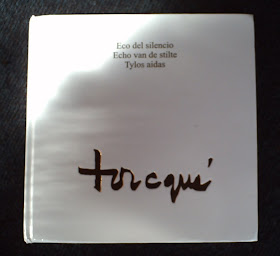 Eco del silencio
Echo van de stilte
Tylos aidas
torcqué